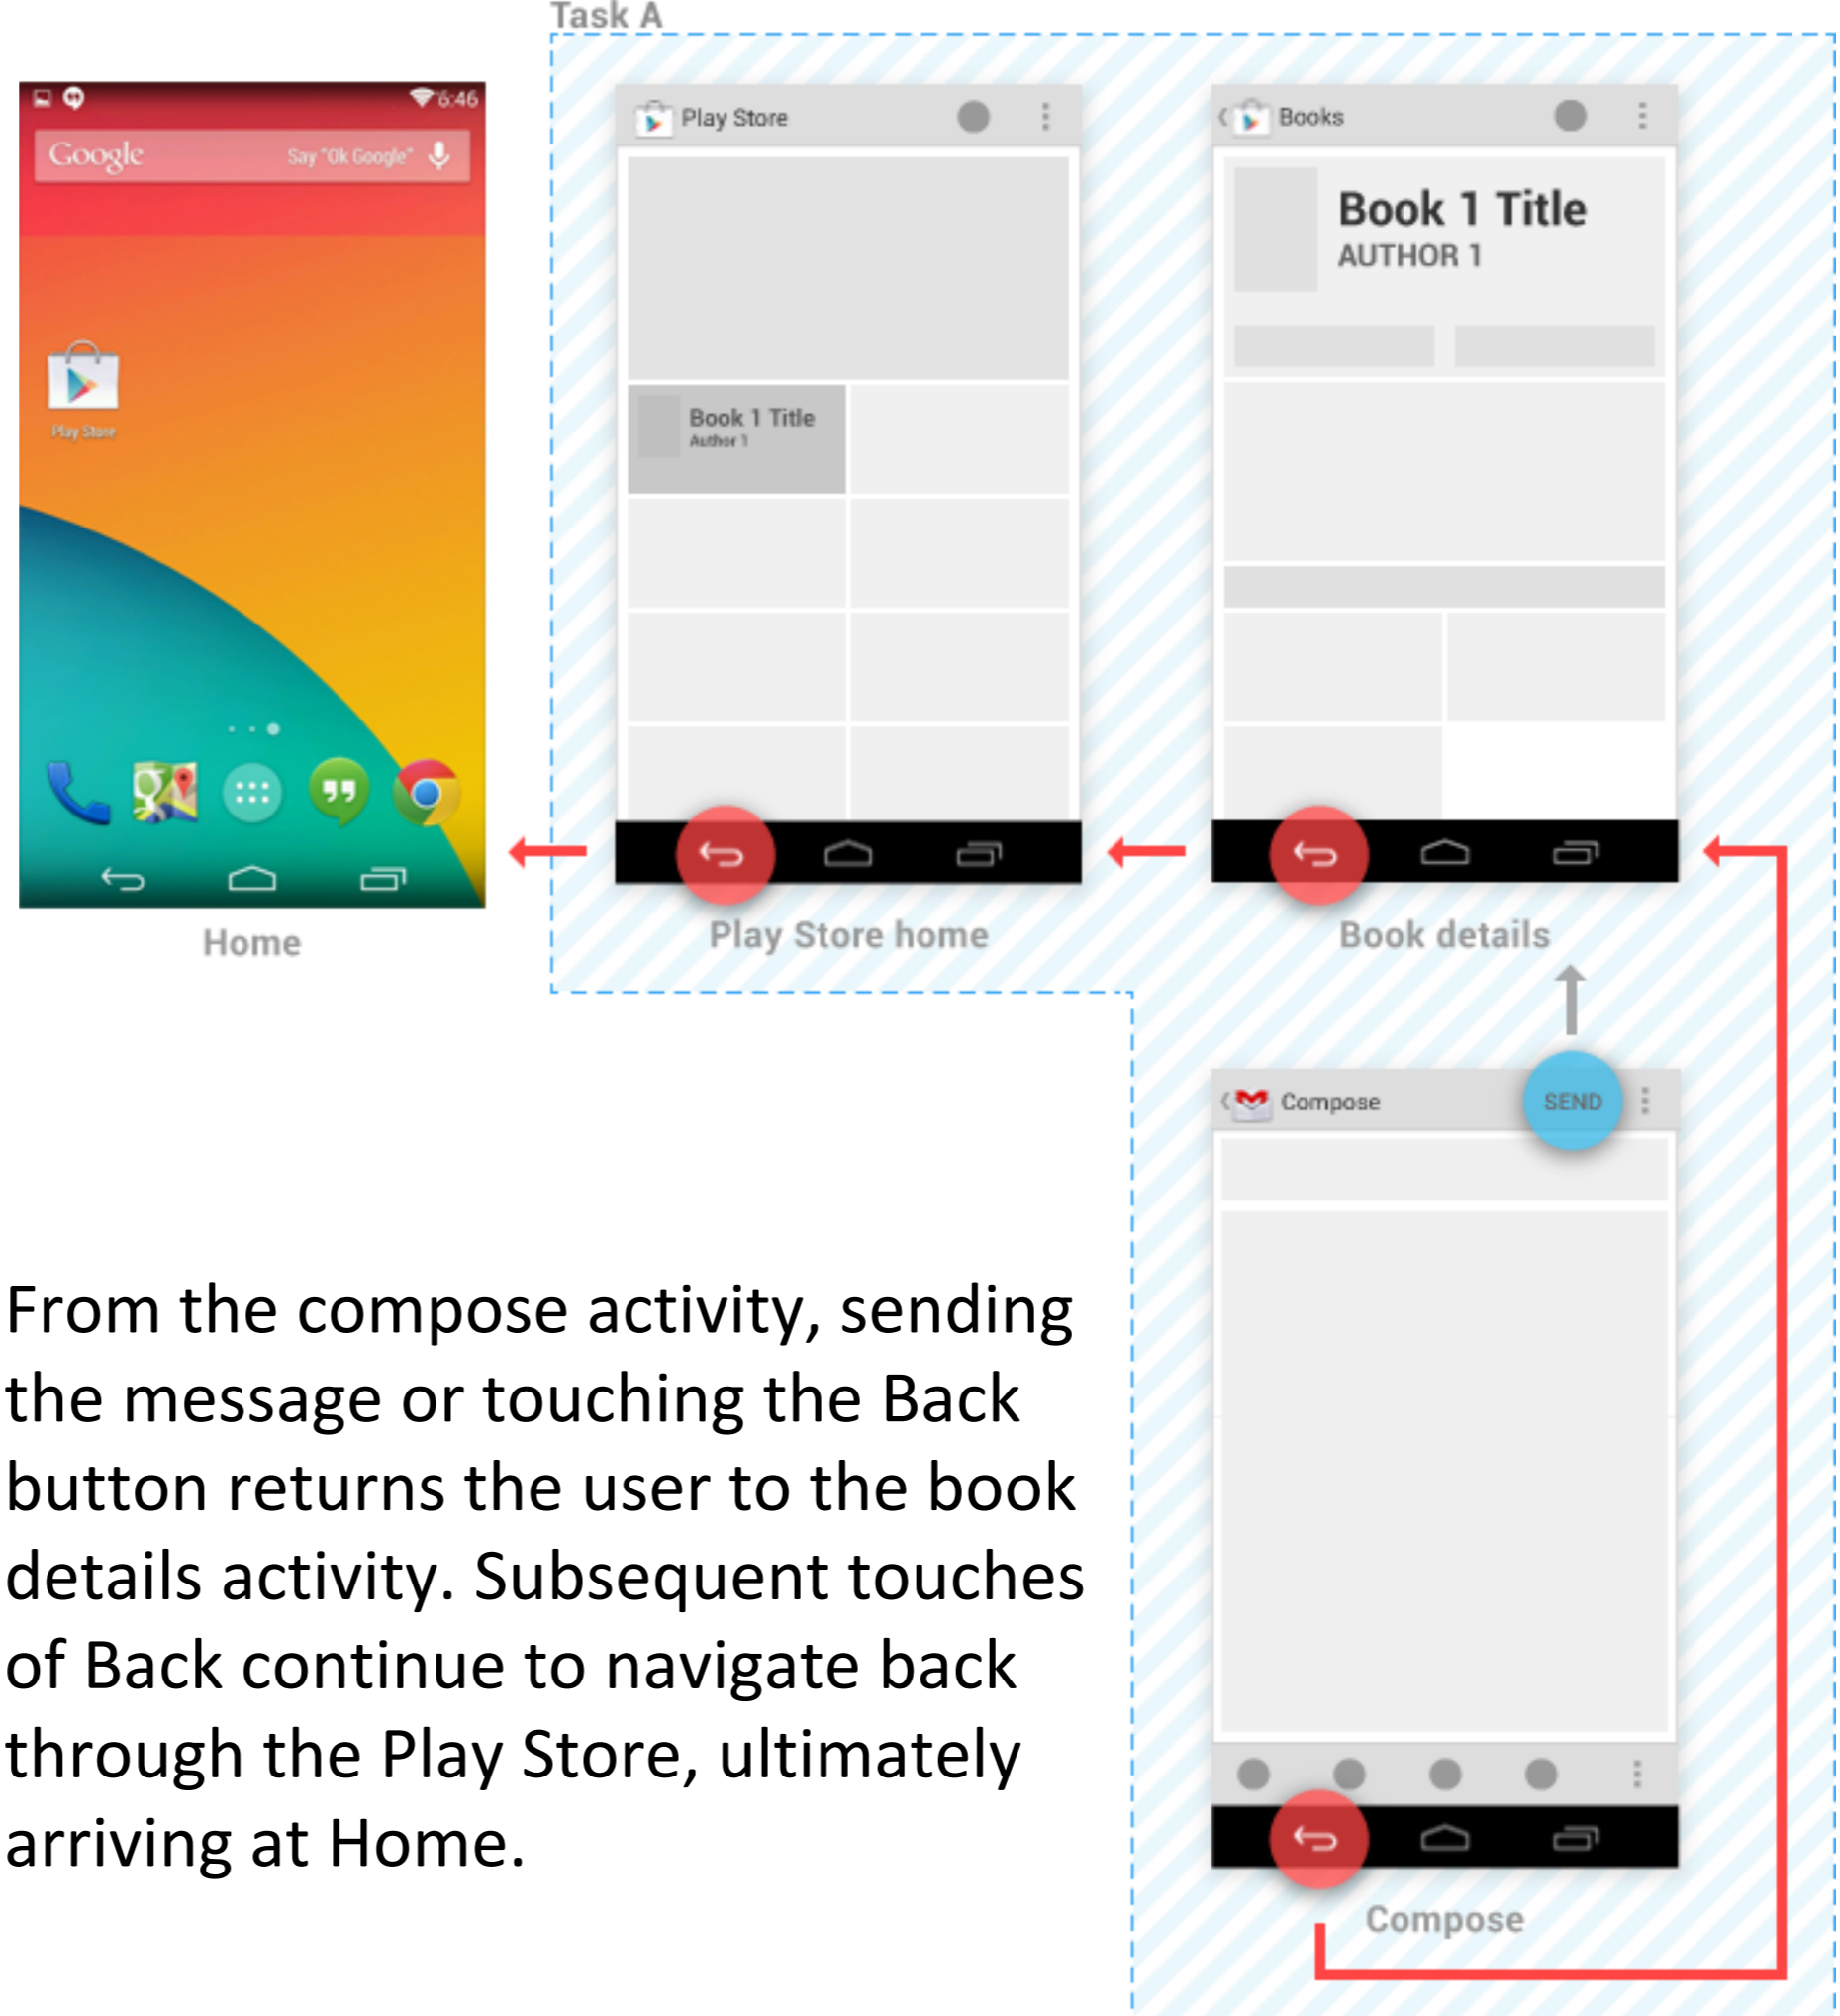 Task A
6:46
Google
Say "Ok Google"
Play Store
Home
Play Store
Book 1 Title
Author 1
Play Store home
Books
Book 1 Title
AUTHOR 1
Book details
Compose
SEND
Compose
From the compose activity, sending
the message or touching the Back
button returns the user to the book
details activity. Subsequent touches
of Back continue to navigate back
through the Play Store, ultimately
arriving at Home.